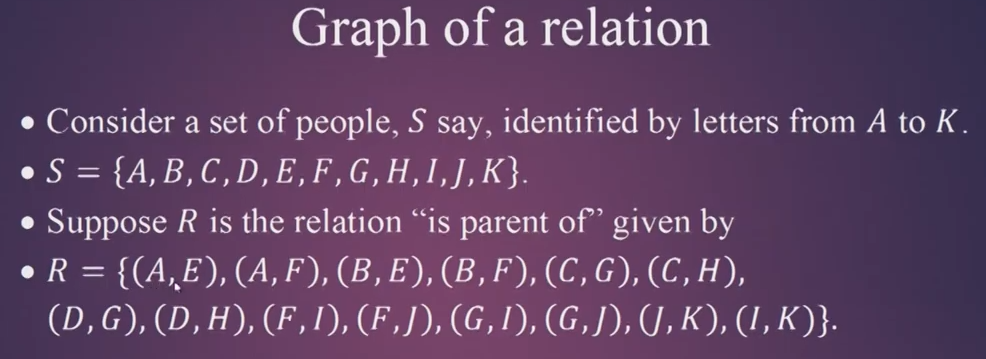 Graph of a relation
• Consider a set of people, S say, identified by letters from A to K.
• S = {A, B, C, D, E, F, G, H, I, J, K}.
• Suppose R is the relation “is parent of” given by
• R = {(A, E), (A, F), (B, E), (B, F), (C, G), (C, H),
(D, G), (D, H), (F, I), (F, J), (G, I), (G, J), (J, K), (I, K)}.